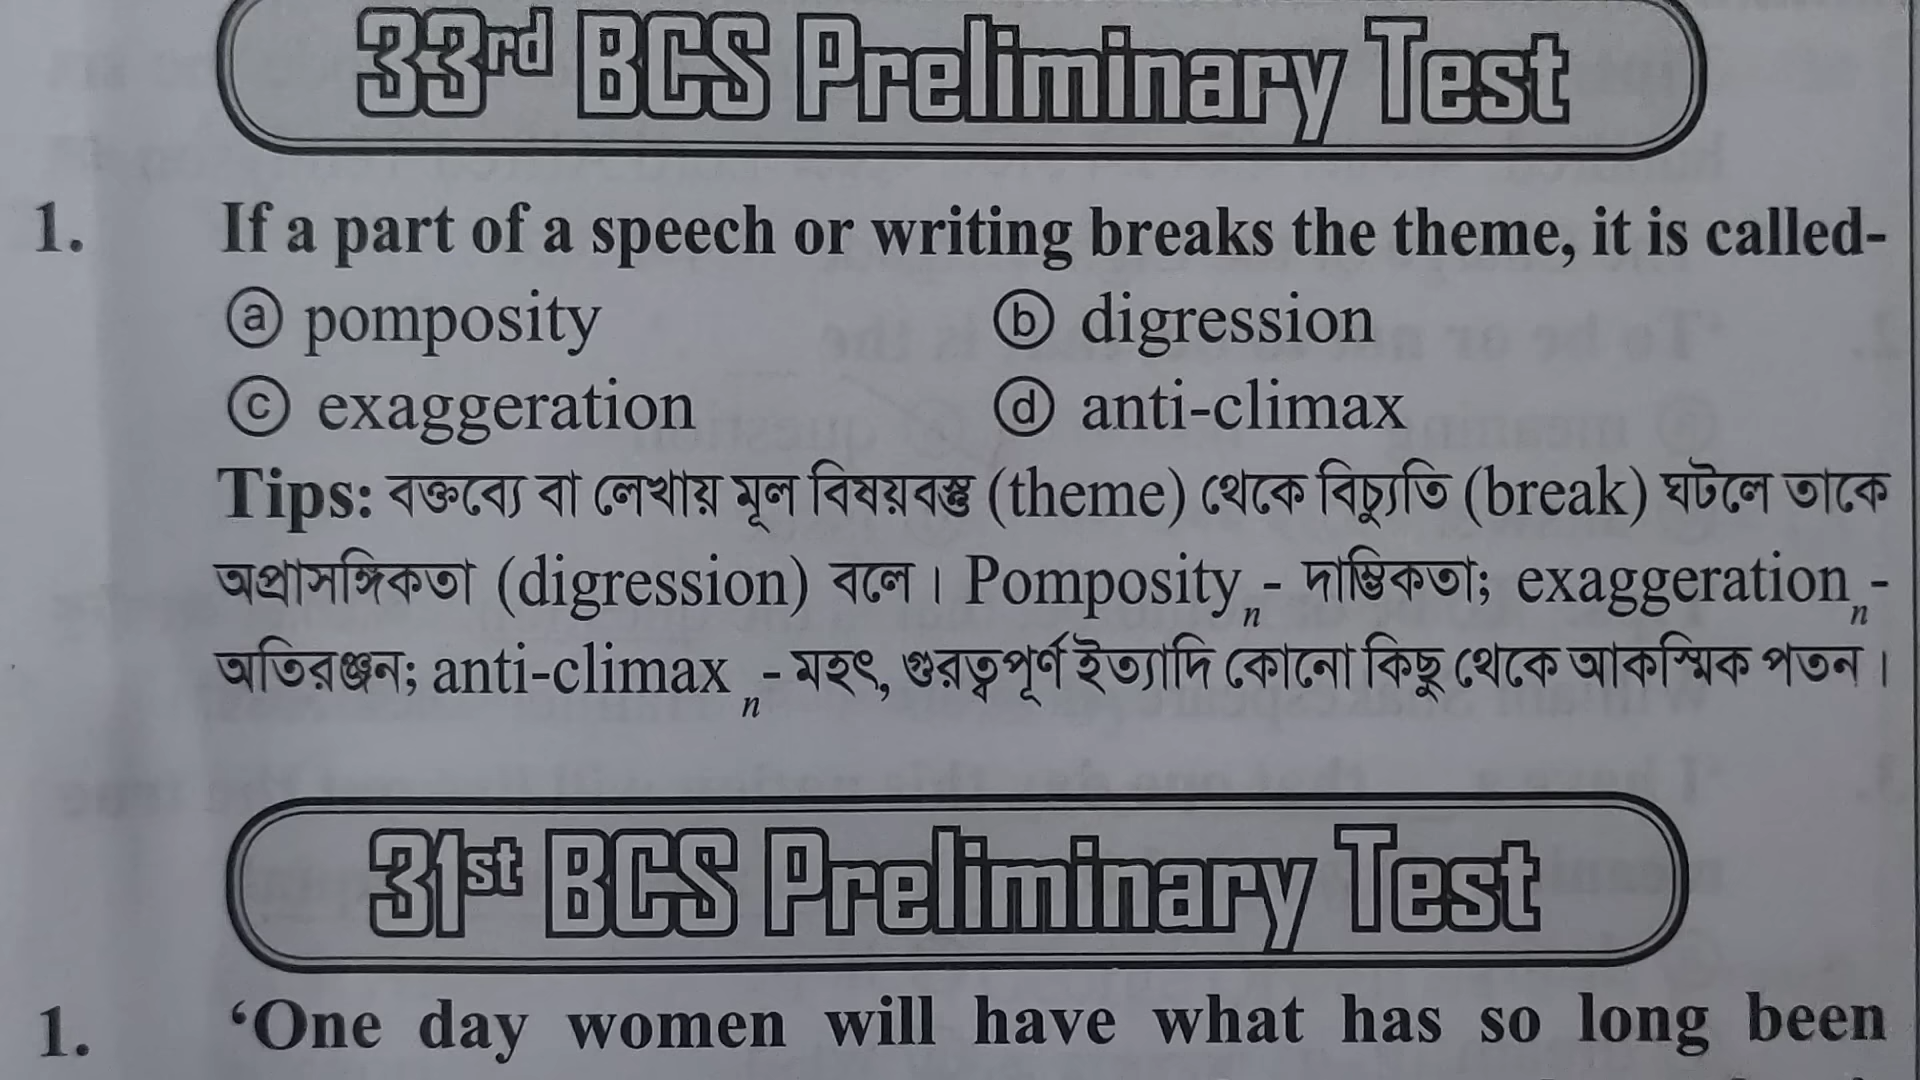 33rd BCS Preliminary Test
1. If a part of a speech or writing breaks the theme, it is called-
ⓐ pomposity ⓑ digression
ⓒ exaggeration ⓓ anti-climax
Tips: বক্তব্যে বা লেখায় মূল বিষয়বস্তু (theme) থেকে বিচ্যুতি (break) ঘটলে তাকে
অপ্রাসঙ্গিকতা (digression) বলে। Pomposity n - দাম্ভিকতা; exaggeration n -
অতিরঞ্জন; anti-climax n - মহৎ, গুরত্বপূর্ণ ইত্যাদি কোনো কিছু থেকে আকস্মিক পতন।
31st BCS Preliminary Test
1. ‘One day women will have what has so long been